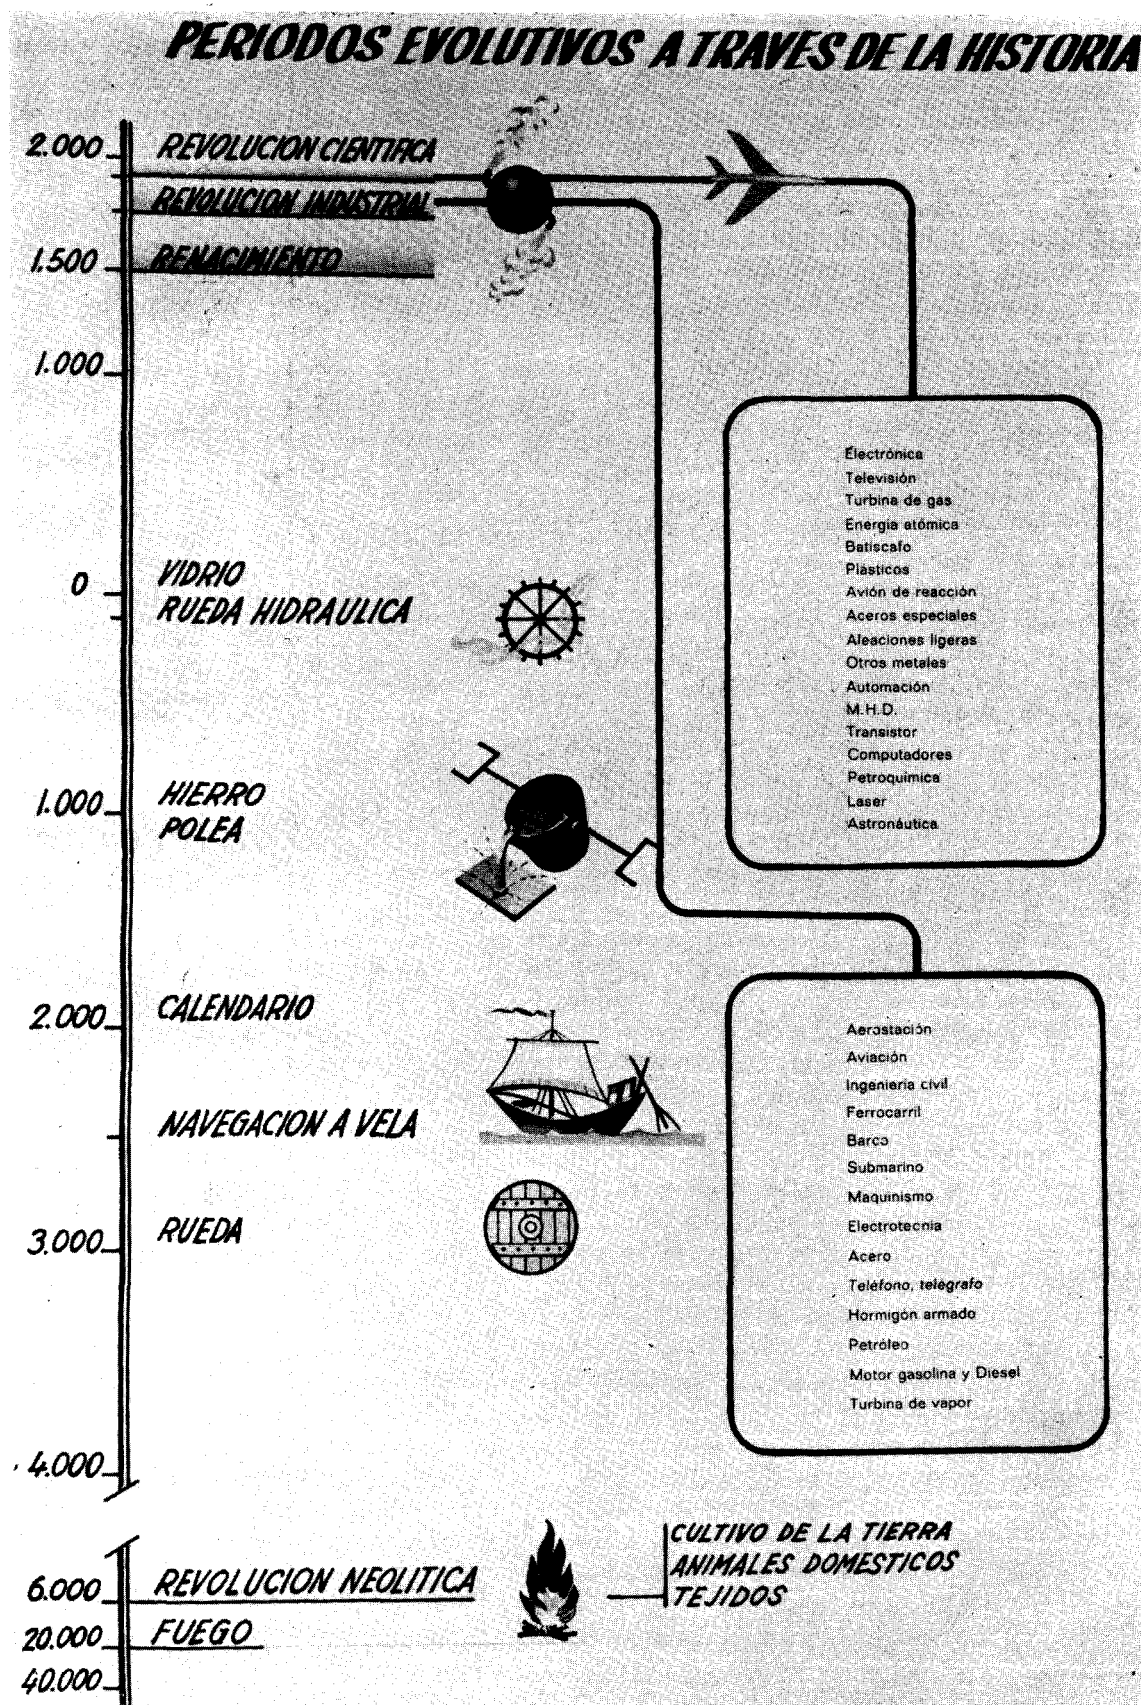 PERIODOS EVOLUTIVOS A TRAVES DE LA HISTORIA
2.000 REVOLUCION CIENTIFICA
REVOLUCION INDUSTRIAL
1.500 RENACIMIENTO
1.000
0 VIDRIO
RUEDA HIDRAULICA
1.000 HIERRO
POLEA
2.000 CALENDARIO
NAVEGACION A VELA
3.000 RUEDA
4.000
6.000 REVOLUCION NEOLITICA
20.000 FUEGO
40.000
CULTIVO DE LA TIERRA
ANIMALES DOMESTICOS
TEJIDOS
Electrónica
Televisión
Turbina de gas
Energía atómica
Batiscafo
Plásticos
Avión de reacción
Aceros especiales
Aleaciones ligeras
Otros metales
Automación
M.H.D.
Transistor
Computadores
Petroquímica
Laser
Astronáutica
Aerostación
Aviación
Ingeniería civil
Ferrocarril
Barco
Submarino
Maquinismo
Electrotecnia
Acero
Teléfono, telégrafo
Hormigón armado
Petróleo
Motor gasolina y Diesel
Turbina de vapor